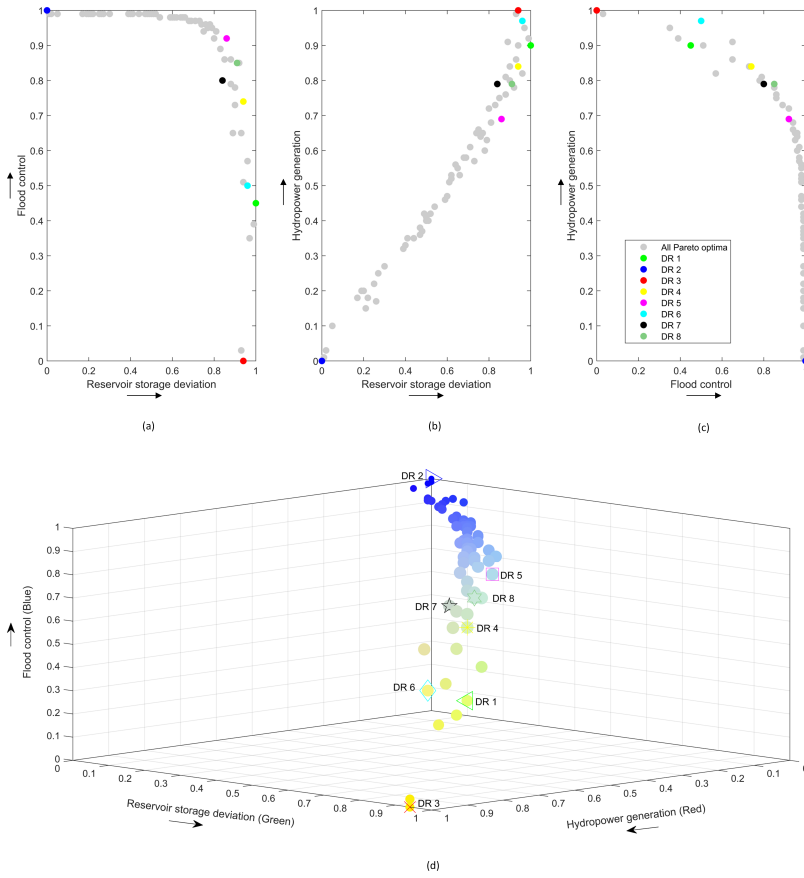 1
0.9
0.8
0.7
0.6
0.5
0.4
0.3
0.2
0.1
0
Flood control
0 0.2 0.4 0.6 0.8 1
Reservoir storage deviation
(a)
1
0.9
0.8
0.7
0.6
0.5
0.4
0.3
0.2
0.1
0
Hydropower generation
0 0.2 0.4 0.6 0.8 1
Reservoir storage deviation
(b)
1
0.9
0.8
0.7
0.6
0.5
0.4
0.3
0.2
0.1
0
Hydropower generation
0 0.2 0.4 0.6 0.8
Flood control
(c)
All Pareto optima
DR 1
DR 2
DR 3
DR 4
DR 5
DR 6
DR 7
DR 8
DR 2
DR 5
DR 8
DR 7
DR 4
DR 6
DR 1
DR 3
1
0.9
0.8
0.7
0.6
0.5
0.4
0.3
0.2
0.1
0
Flood control (Blue)
0 0.1 0.2 0.3 0.4 0.5 0.6 0.7 0.8 0.9 1
Reservoir storage deviation (Green)
1 0.9 0.8 0.7 0.6 0.5 0.4 0.3 0.2 0.1
Hydropower generation (Red)
(d)